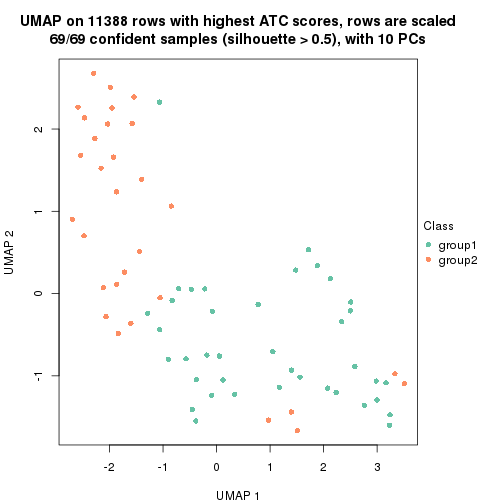 UMAP on 11388 rows with highest ATC scores, rows are scaled
69/69 confident samples (silhouette > 0.5), with 10 PCs
2
1
0
-1
UMAP 2
-2
-1
0
1
2
3
UMAP 1
Class
group1
group2